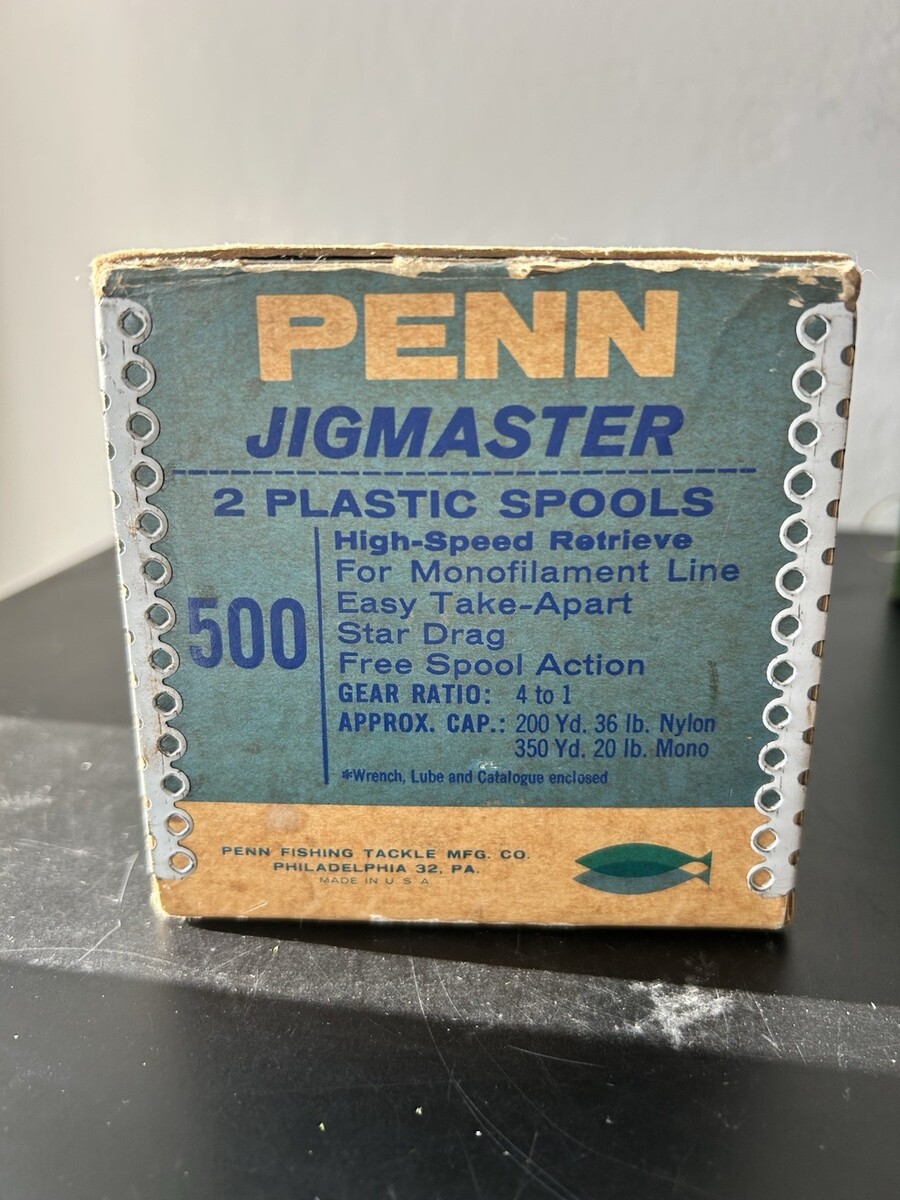 PENN
JIGMASTER
2 PLASTIC SPOOLS
500
High-Speed Retrieve
For Monofilament Line
Easy Take-Apart
Star Drag
Free Spool Action
GEAR RATIO: 4 to 1
APPROX. CAP.: 200 Yd. 36 lb. Nylon
350 Yd. 20 lb. Mono
*Wrench, Lube and Catalogue enclosed
PENN FISHING TACKLE MFG. CO.
PHILADELPHIA 32, PA.
MADE IN U S A